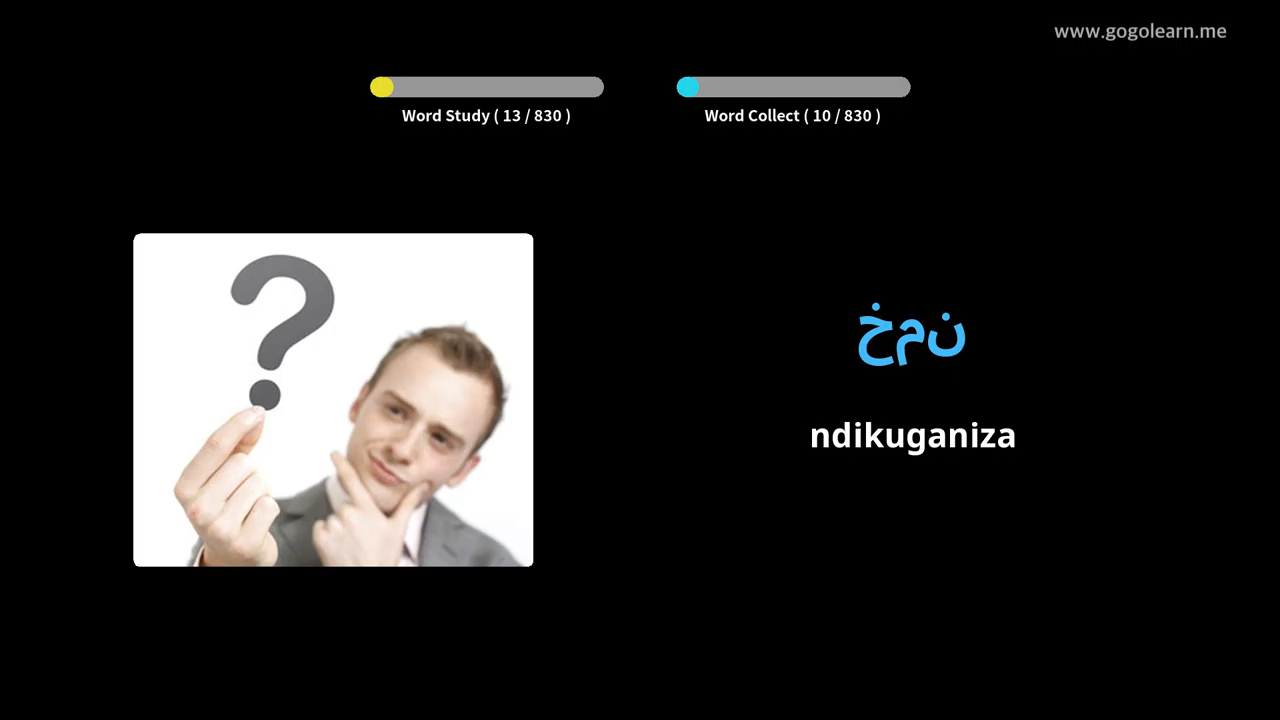 www.gogolearn.me
Word Study ( 13 / 830 )
Word Collect ( 10 / 830 )
خمن
ndikuganiza